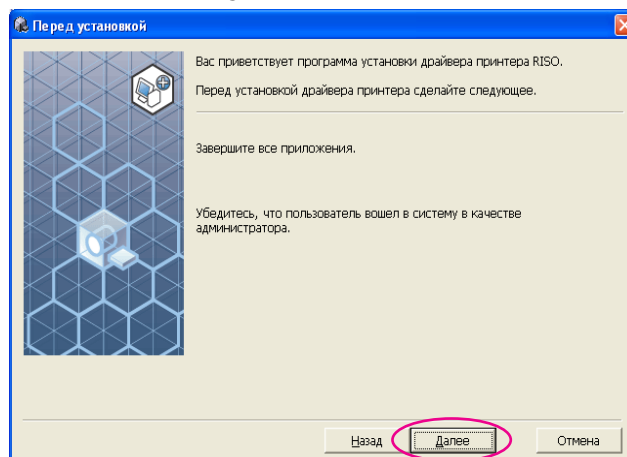 Перед установкой
Вас приветствует программа установки драйвера принтера RISO.
Перед установкой драйвера принтера сделайте следующее.
Завершите все приложения.
Убедитесь, что пользователь вошел в систему в качестве
администратора.
Назад Далее Отмена